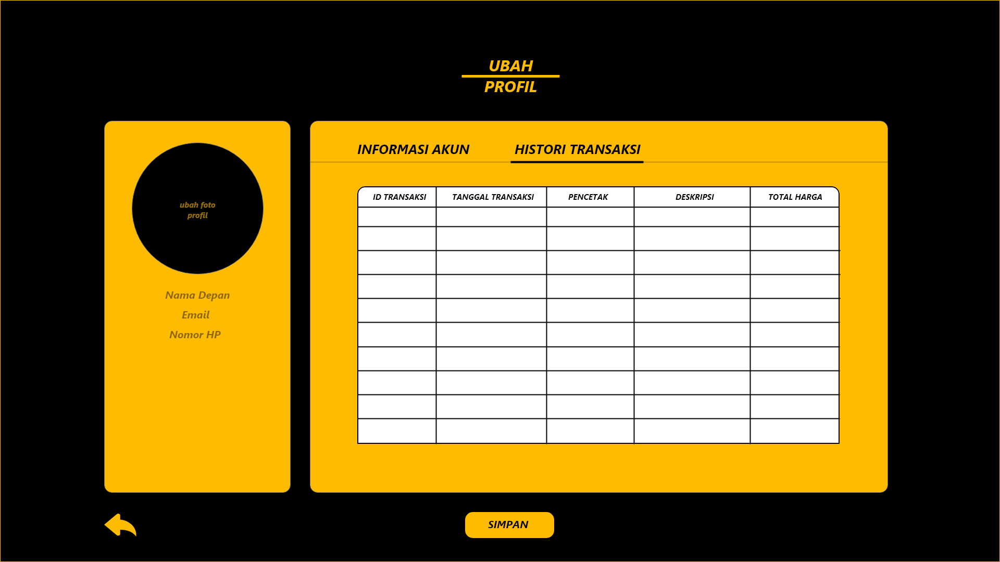 UBAH
PROFIL
ubah foto
profil
Nama Depan
Email
Nomor HP
INFORMASI AKUN HISTORI TRANSAKSI
ID TRANSAKSI TANGGAL TRANSAKSI PENCETAK DESKRIPSI TOTAL HARGA
SIMPAN